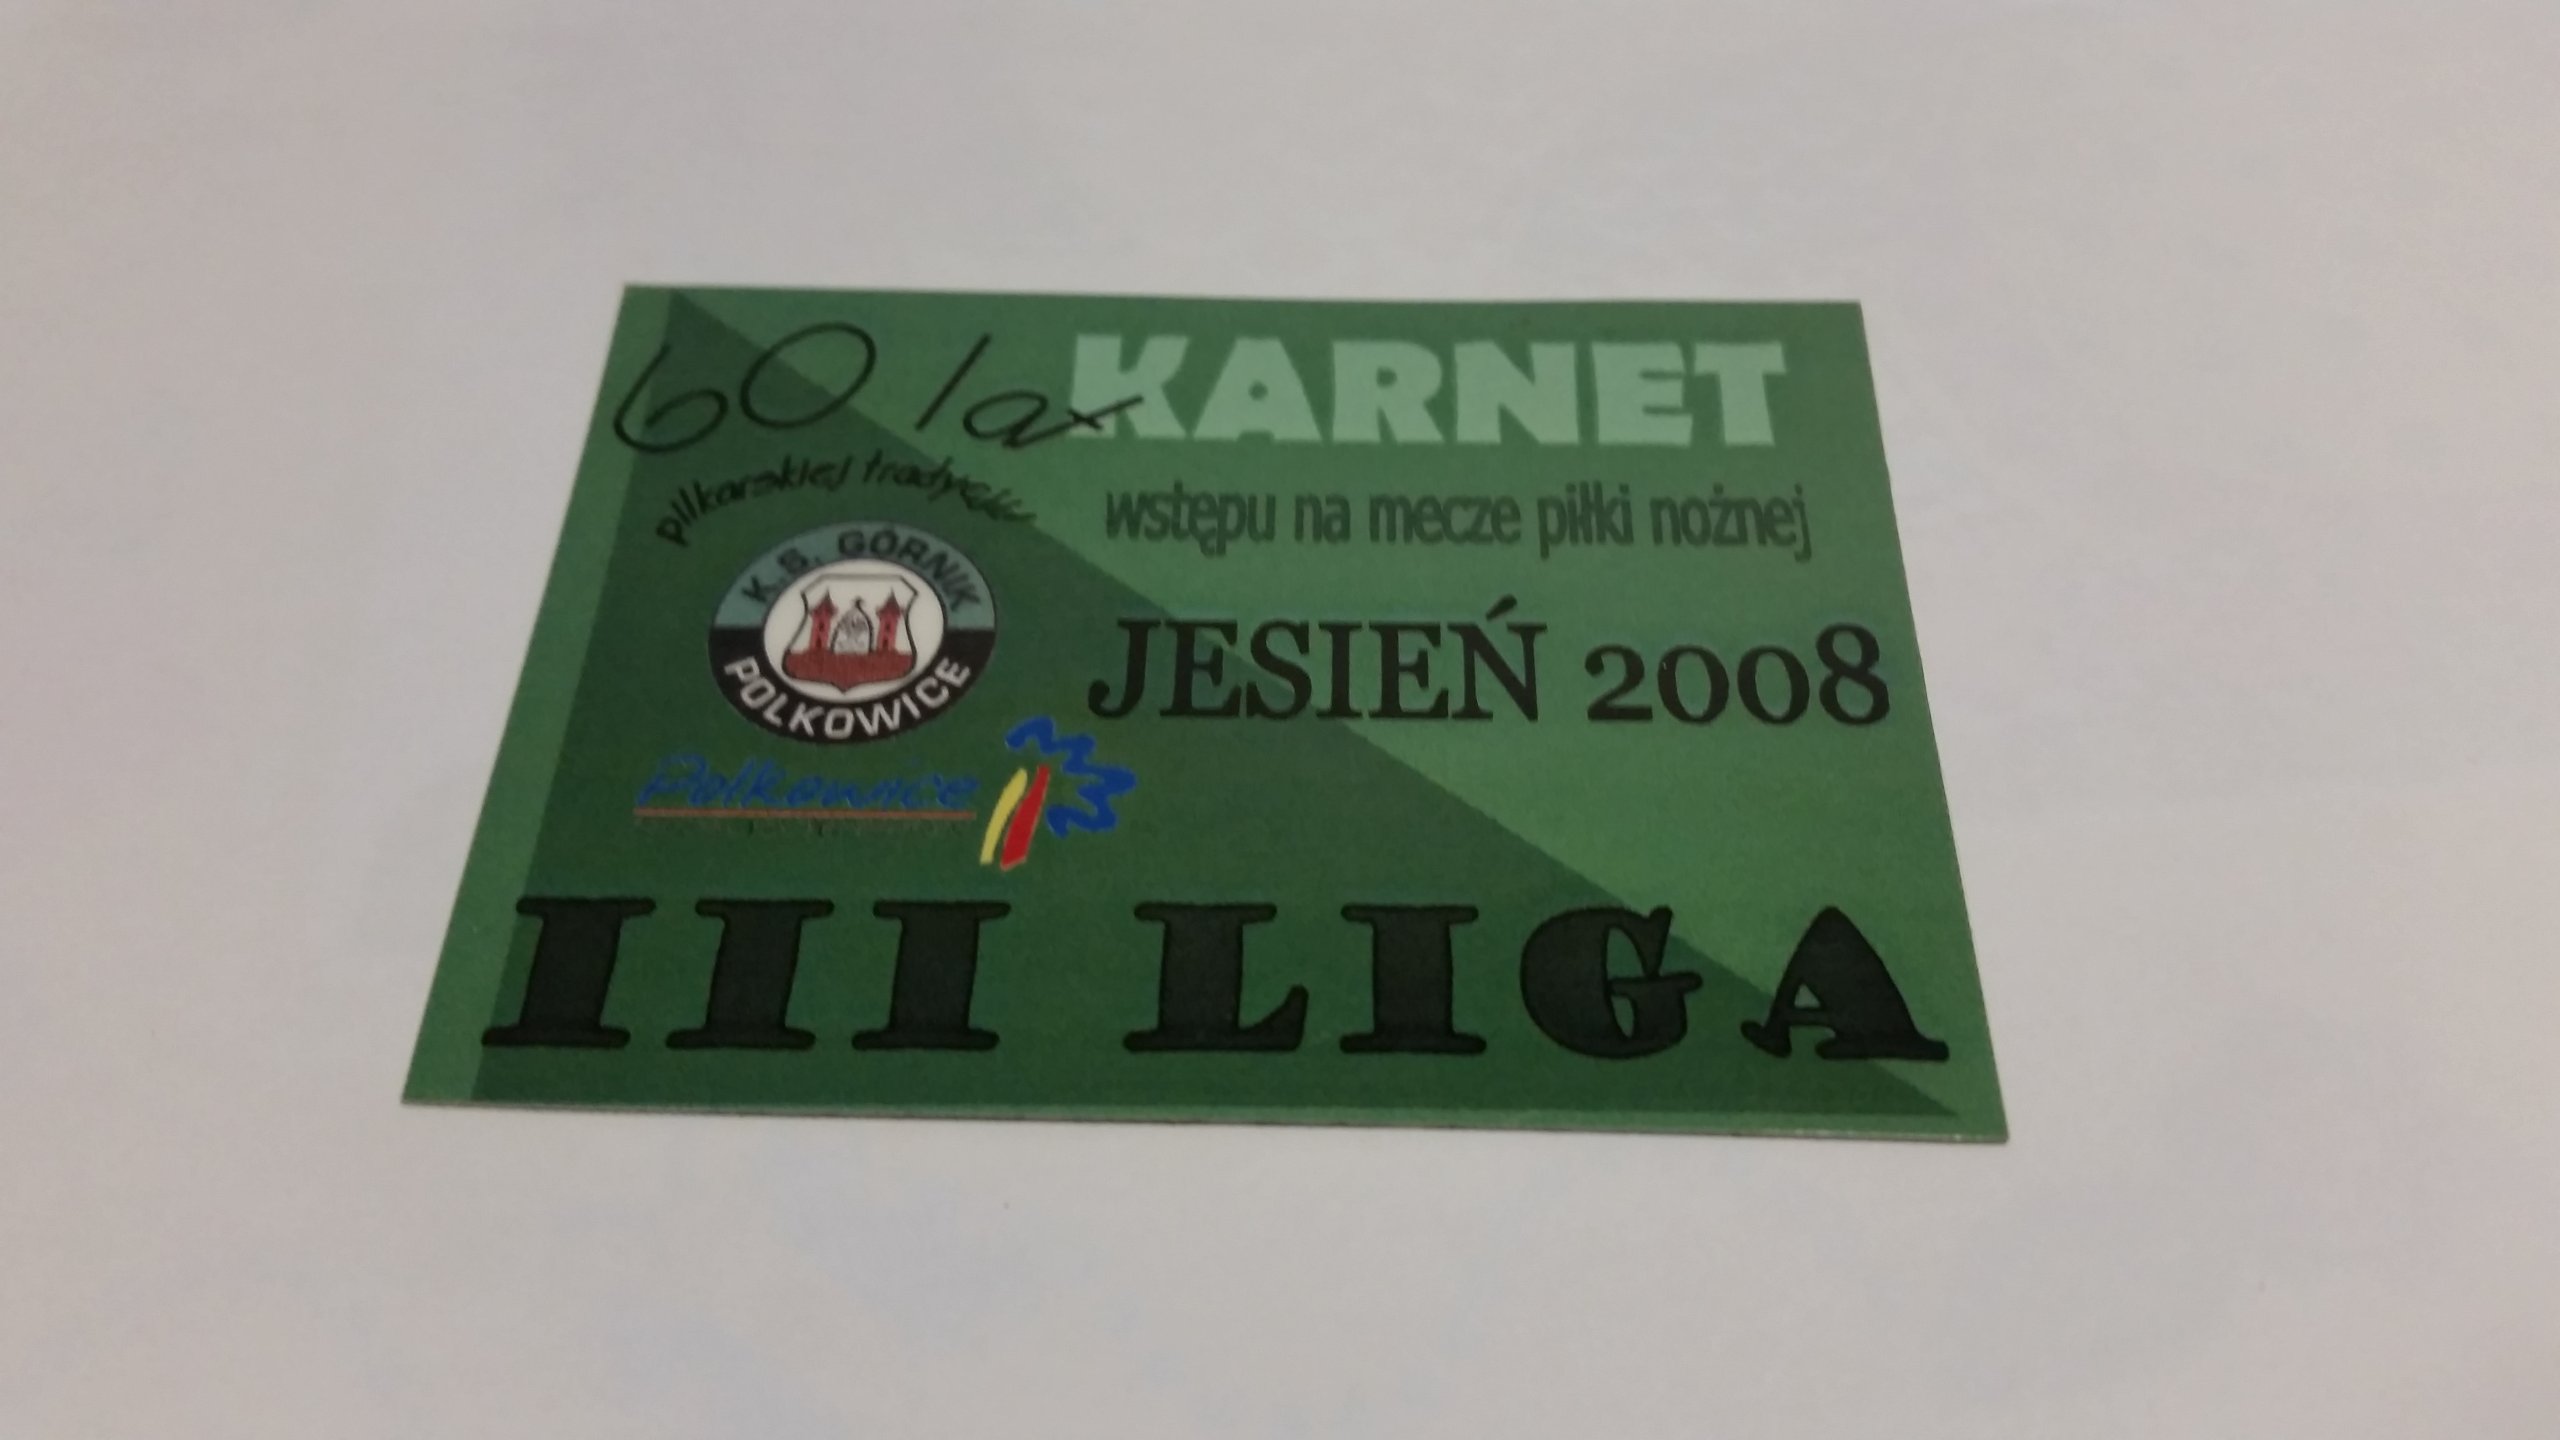 60 lat
piłkarskiej tradycji
KARNET
wstępu na mecze piłki nożnej
K.S. GÓRNIK
POLKOWICE
JESIEŃ 2008
Polkowice
III LIGA